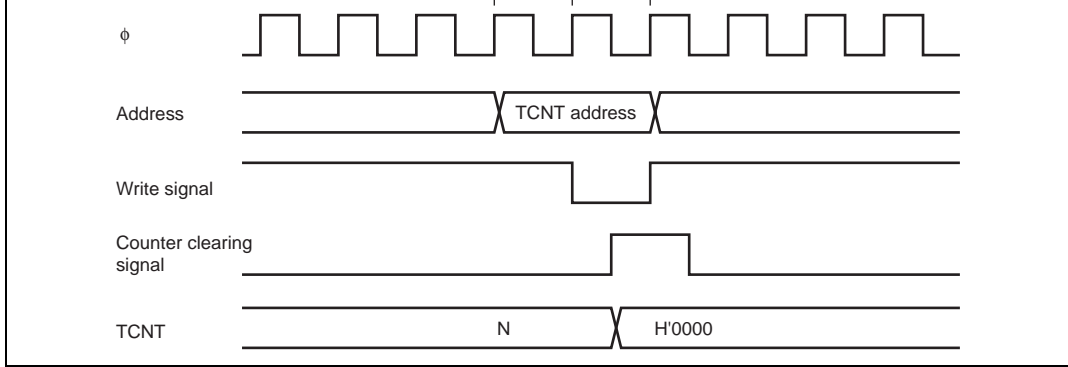 ϕ
Address
TCNT address
Write signal
Counter clearing
signal
TCNT
N
H'0000